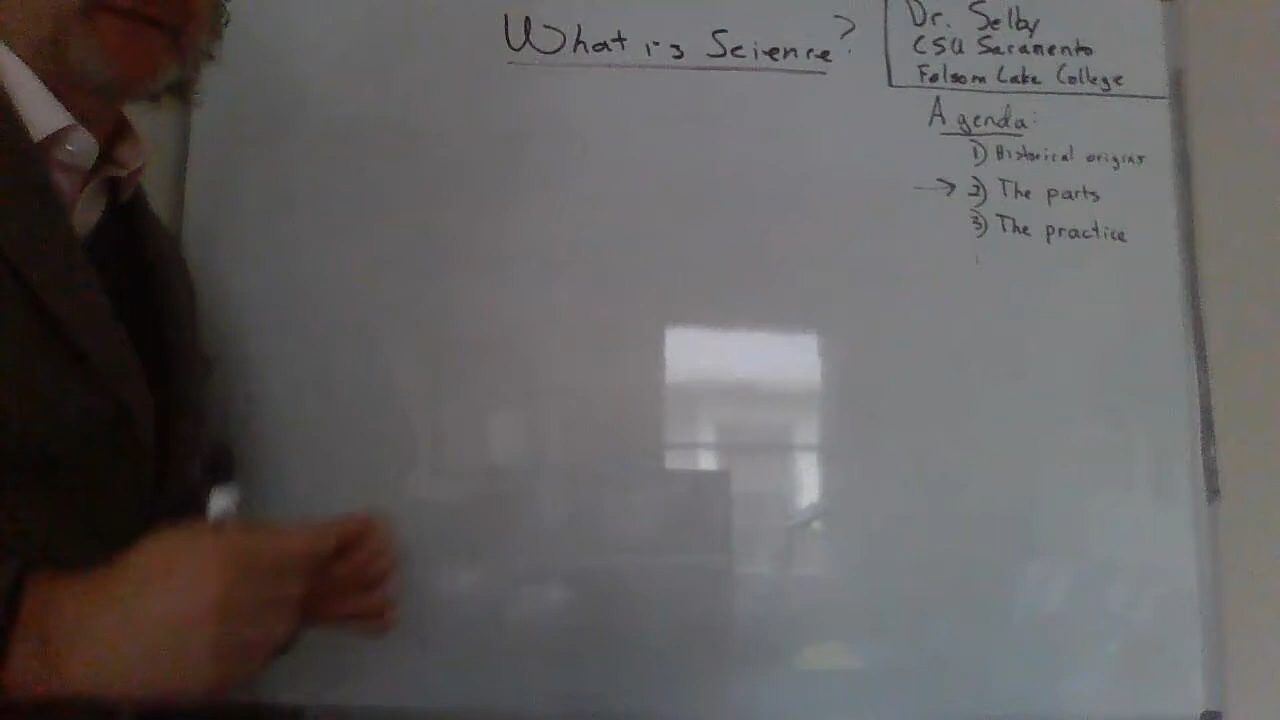 What is Science?
Dr. Selby
CSU Saramento
Folsom Lake College
Agenda:
1) Historical origins
→ 2) The parts
3) The practice